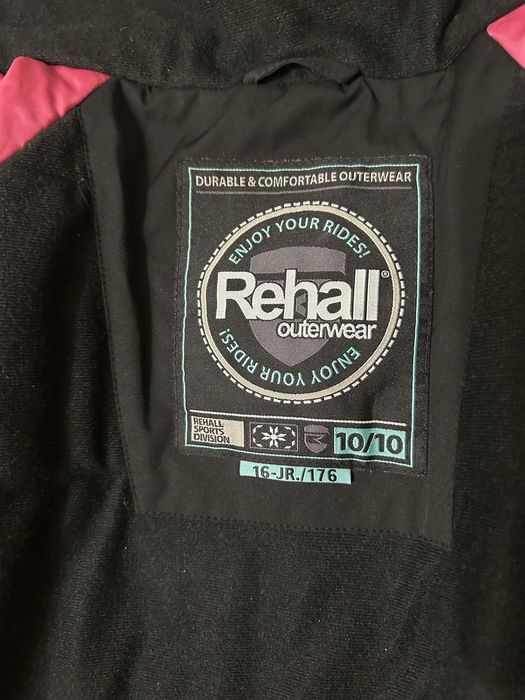 DURABLE & COMFORTABLE OUTERWEAR
ENJOY YOUR RIDES!
Rehall®
outerwear
ENJOY YOUR RIDES!
REHALL
SPORTS
DIVISION
10/10
16-JR./176